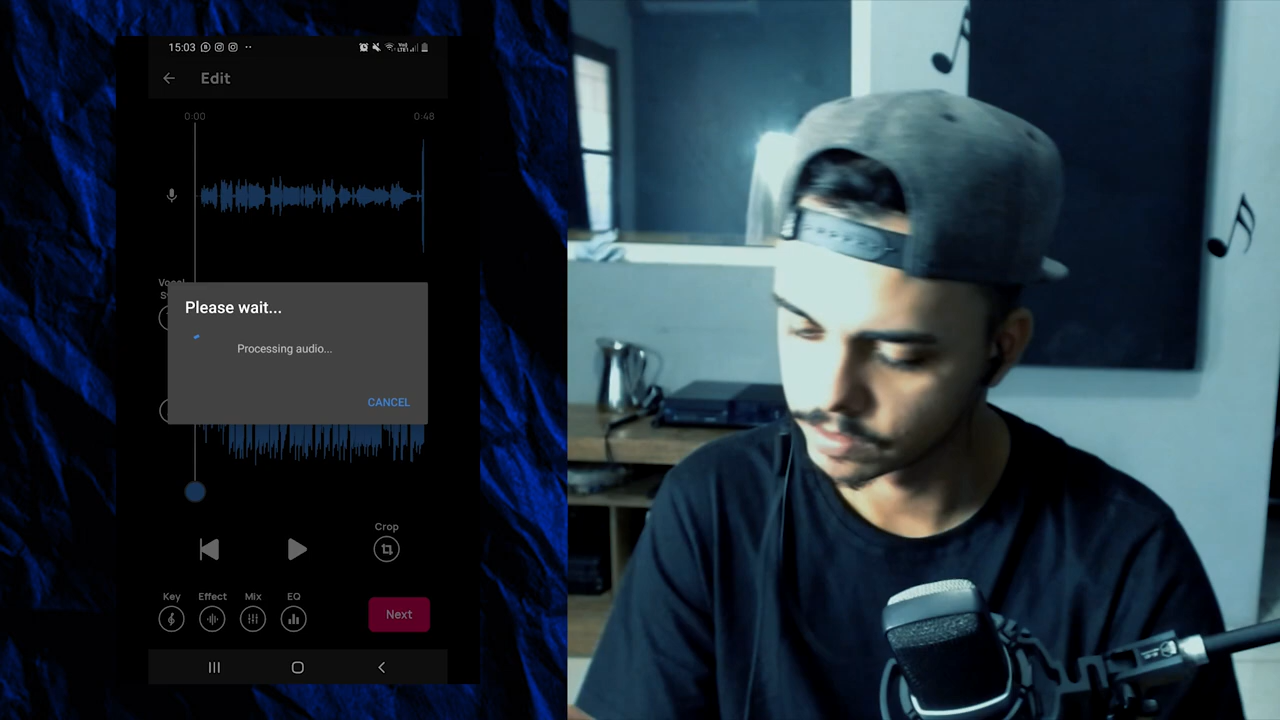 15:03
Edit
0:00
0:48
Please wait...
Processing audio...
CANCEL
Crop
Key
Effect
Mix
EQ
Next